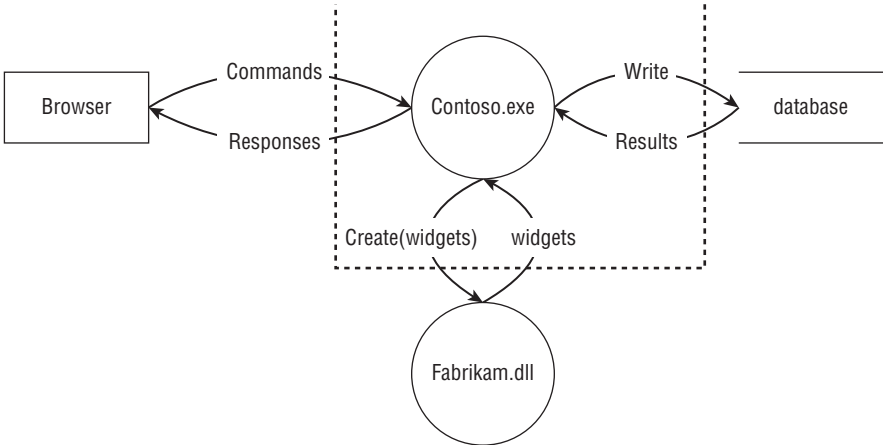 Commands
Write
Browser
Contoso.exe
database
Responses
Results
Create(widgets)
widgets
Fabrikam.dll